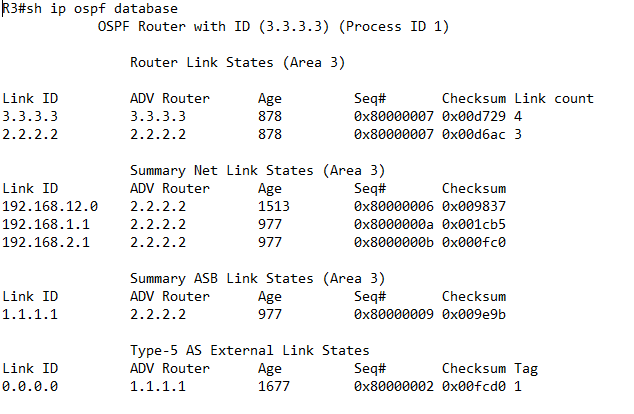 R3#sh ip ospf database
OSPF Router with ID (3.3.3.3) (Process ID 1)
Router Link States (Area 3)
Link ID ADV Router Age Seq# Checksum Link count
3.3.3.3 3.3.3.3 878 0x80000007 0x00d729 4
2.2.2.2 2.2.2.2 878 0x80000007 0x00d6ac 3
Summary Net Link States (Area 3)
Link ID ADV Router Age Seq# Checksum
192.168.12.0 2.2.2.2 1513 0x80000006 0x009837
192.168.1.1 2.2.2.2 977 0x8000000a 0x001cb5
192.168.2.1 2.2.2.2 977 0x8000000b 0x000fc0
Summary ASB Link States (Area 3)
Link ID ADV Router Age Seq# Checksum
1.1.1.1 2.2.2.2 977 0x80000009 0x009e9b
Type-5 AS External Link States
Link ID ADV Router Age Seq# Checksum Tag
0.0.0.0 1.1.1.1 1677 0x80000002 0x00fcd0 1